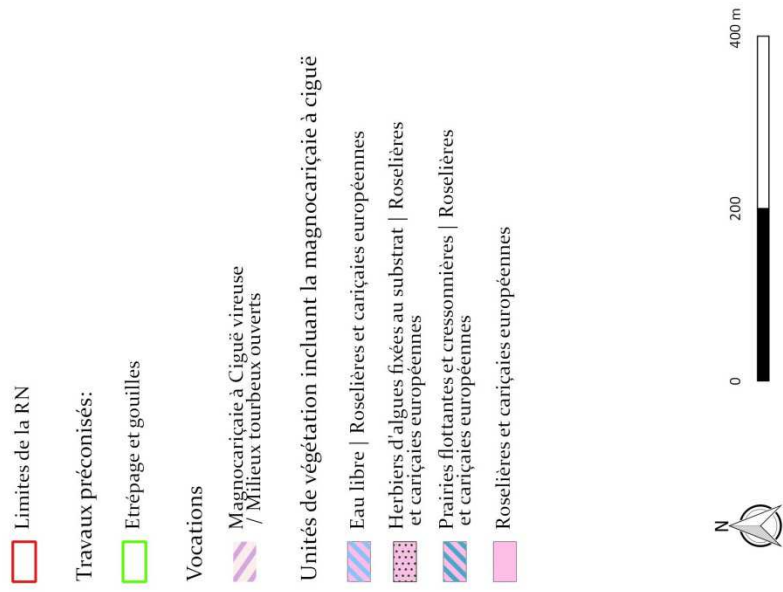 Limites de la RN
Travaux préconisés:
Etrépage et gouilles
Vocations
Magnocariçaie à Ciguë vireuse
/ Milieux tourbeux ouverts
Unités de végétation incluant la magnocariçaie à ciguë
Eau libre | Roselières et cariçaies européennes
Herbiers d'algues fixées au substrat | Roselières
et cariçaies européennes
Prairies flottantes et cressonnières | Roselières
et cariçaies européennes
Roselières et cariçaies européennes
N
0 200 400 m